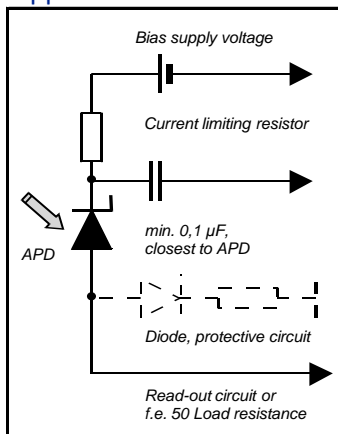 Bias supply voltage
Current limiting resistor
min. 0,1 µF,
closest to APD
APD
Diode, protective circuit
Read-out circuit or
f.e. 50 Load resistance